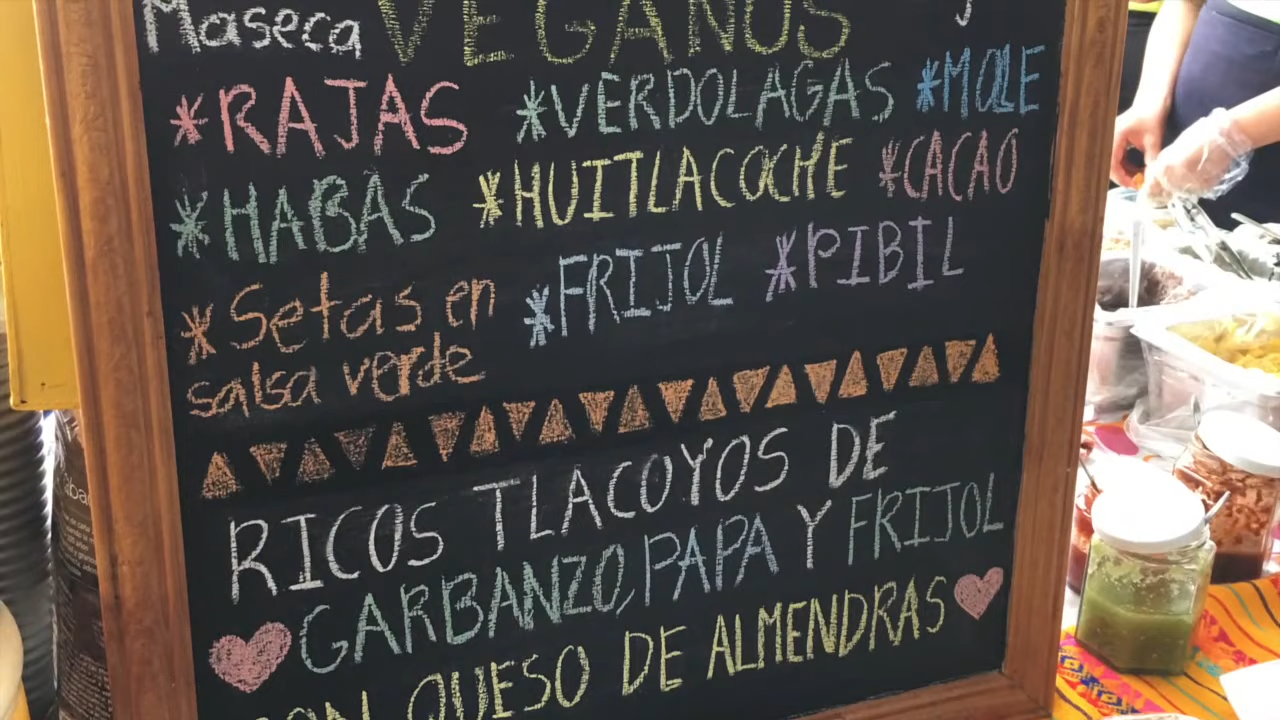 Maseca VEGANOS
*RAJAS *VERDOLAGAS *MOLE
*HABAS *HUITLACOCHE *CACAO
*Setas en *FRIJOL *PIBIL
salsa verde
RICOS TLACOYOS DE
GARBANZO, PAPA Y FRIJOL
CON QUESO DE ALMENDRAS